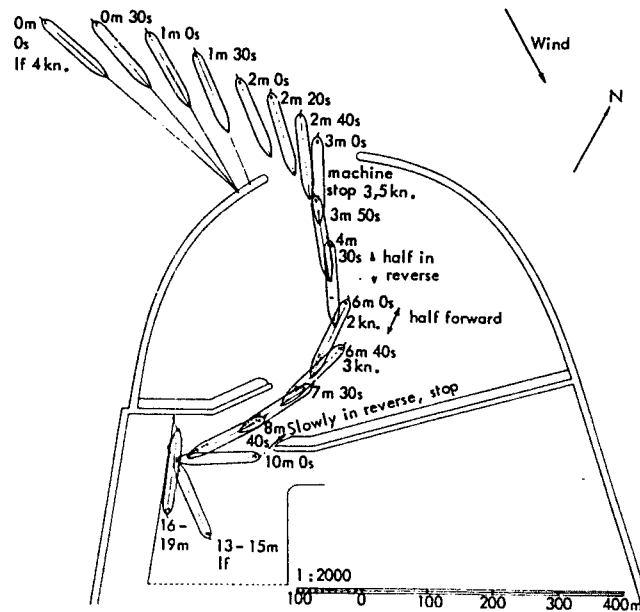 0m
0s
lf 4kn.
0m 30s
1m 0s
1m 30s
2m 0s
2m 20s
2m 40s
3m 0s
Wind
N
machine
stop 3,5kn.
3m 50s
4m
30s
half in
reverse
6m 0s
2kn.
half forward
6m 40s
3kn.
7m 30s
Slowly in reverse, stop
8m
40s
10m 0s
16-
19m
13-15m
lf
1:2000
100 0 100 200 300 400m